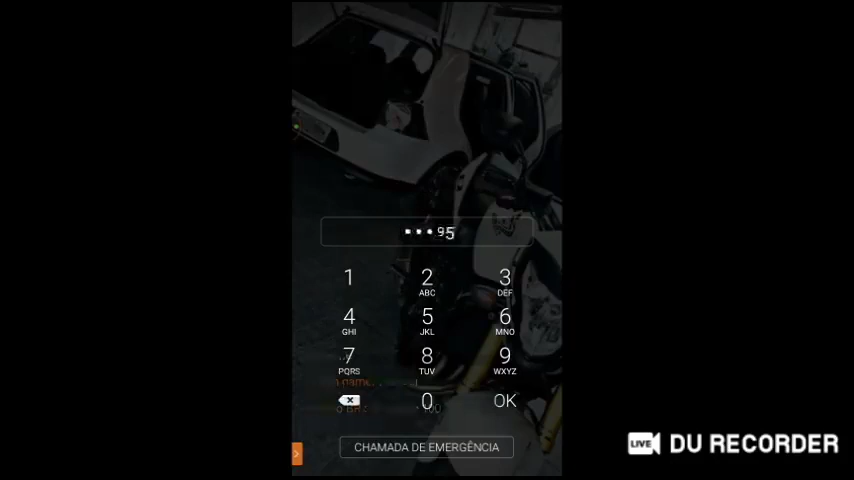 •••95
1 2 3
ABC DEF
4 5 6
GHI JKL MNO
7 8 9
PQRS TUV WXYZ
0 OK
CHAMADA DE EMERGÊNCIA
LIVE DU RECORDER